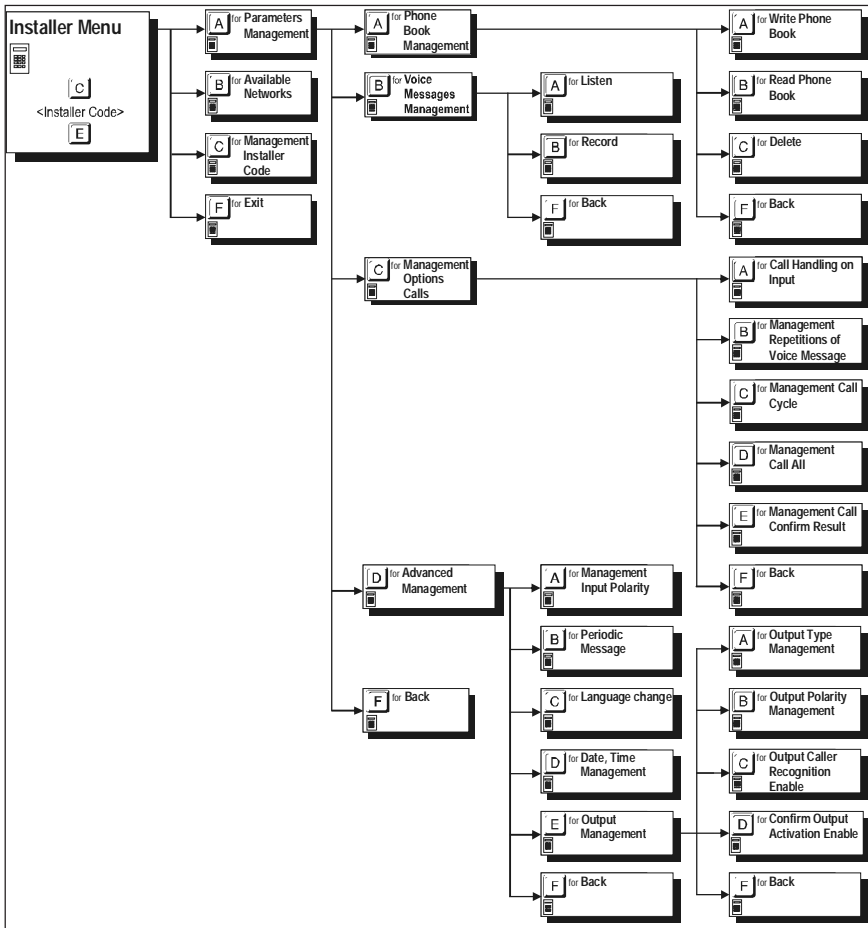 Installer Menu
C
<Installer Code>
E
A for Parameters
Management
B for Available
Networks
C for Management
Installer
Code
F for Exit
A for Phone
Book
Management
B for Voice
Messages
Management
C for Management
Options
Calls
D for Advanced
Management
F for Back
A for Listen
B for Record
F for Back
A for Management
Input Polarity
B for Periodic
Message
C for Language change
D for Date, Time
Management
E for Output
Management
F for Back
A for Write Phone
Book
B for Read Phone
Book
C for Delete
F for Back
A for Call Handling on
Input
B for Management
Repetitions of
Voice Message
C for Management Call
Cycle
D for Management
Call All
E for Management Call
Confirm Result
F for Back
A for Output Type
Management
B for Output Polarity
Management
C for Output Caller
Recognition
Enable
D for Confirm Output
Activation Enable
F for Back